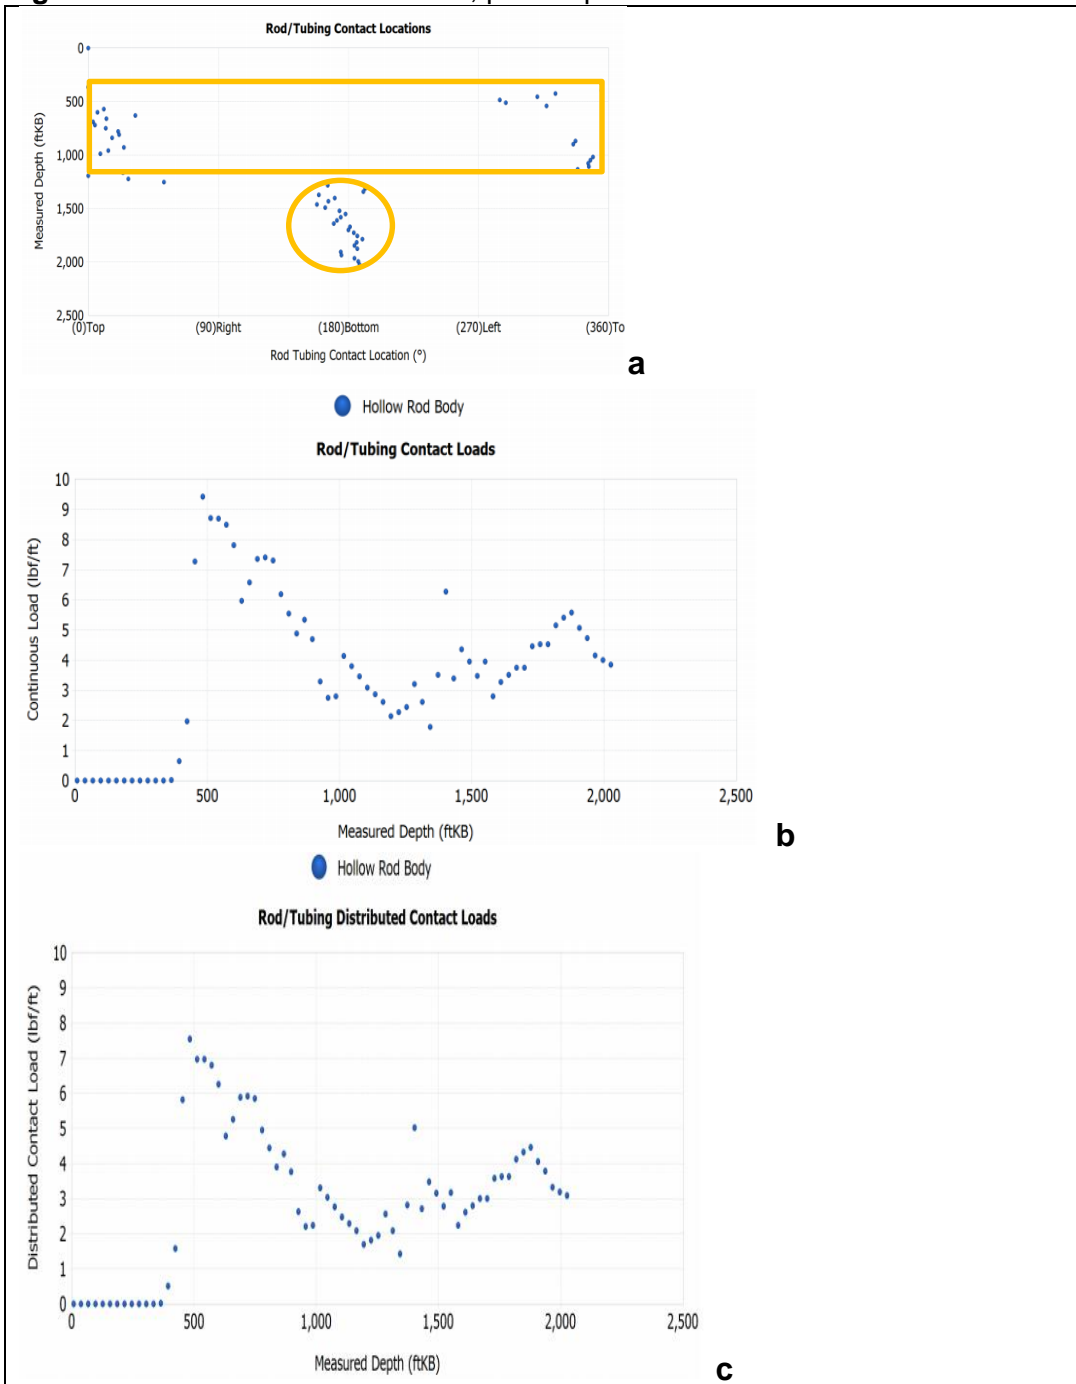 Rod/Tubing Contact Locations
0
500
1,000
1,500
2,000
2,500
Measured Depth (ftKB)
(0)Top (90)Right (180)Bottom (270)Left (360)To
Rod Tubing Contact Location (°)
a
Hollow Rod Body
Rod/Tubing Contact Loads
10
9
8
7
6
5
4
3
2
1
0
Continuous Load (lbf/ft)
0 500 1,000 1,500 2,000 2,500
Measured Depth (ftKB)
b
Hollow Rod Body
Rod/Tubing Distributed Contact Loads
10
9
8
7
6
5
4
3
2
1
0
Distributed Contact Load (lbf/ft)
0 500 1,000 1,500 2,000 2,500
Measured Depth (ftKB)
c